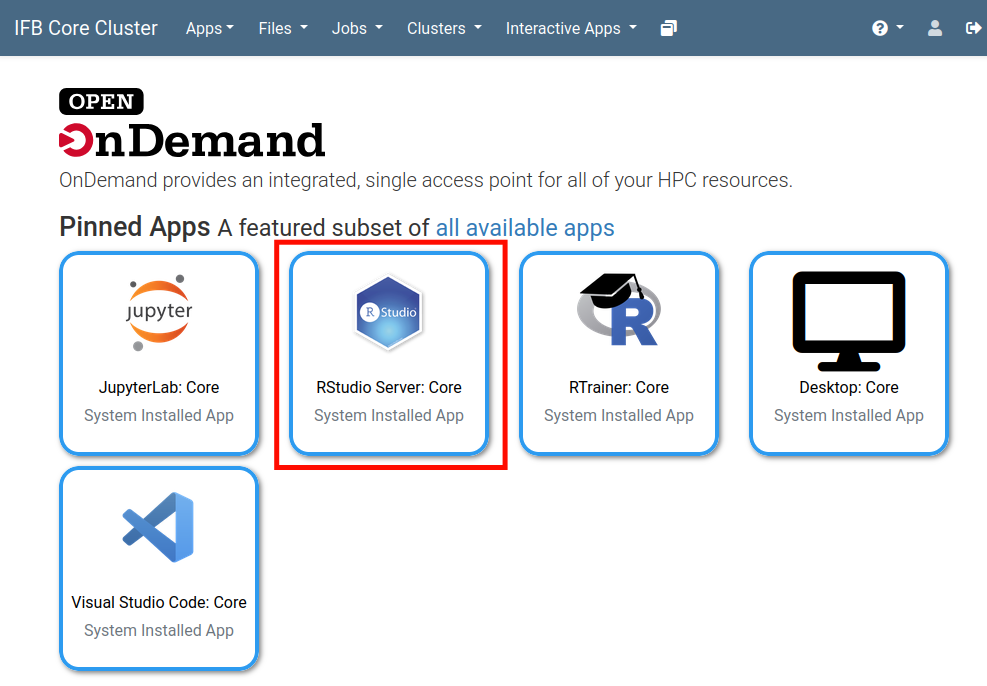 IFB Core Cluster Apps Files Jobs Clusters Interactive Apps ?
OPEN
OnDemand
OnDemand provides an integrated, single access point for all of your HPC resources.
Pinned Apps A featured subset of all available apps
jupyter
R Studio
R
JupyterLab: Core
System Installed App
RStudio Server: Core
System Installed App
RTrainer: Core
System Installed App
Desktop: Core
System Installed App
Visual Studio Code: Core
System Installed App